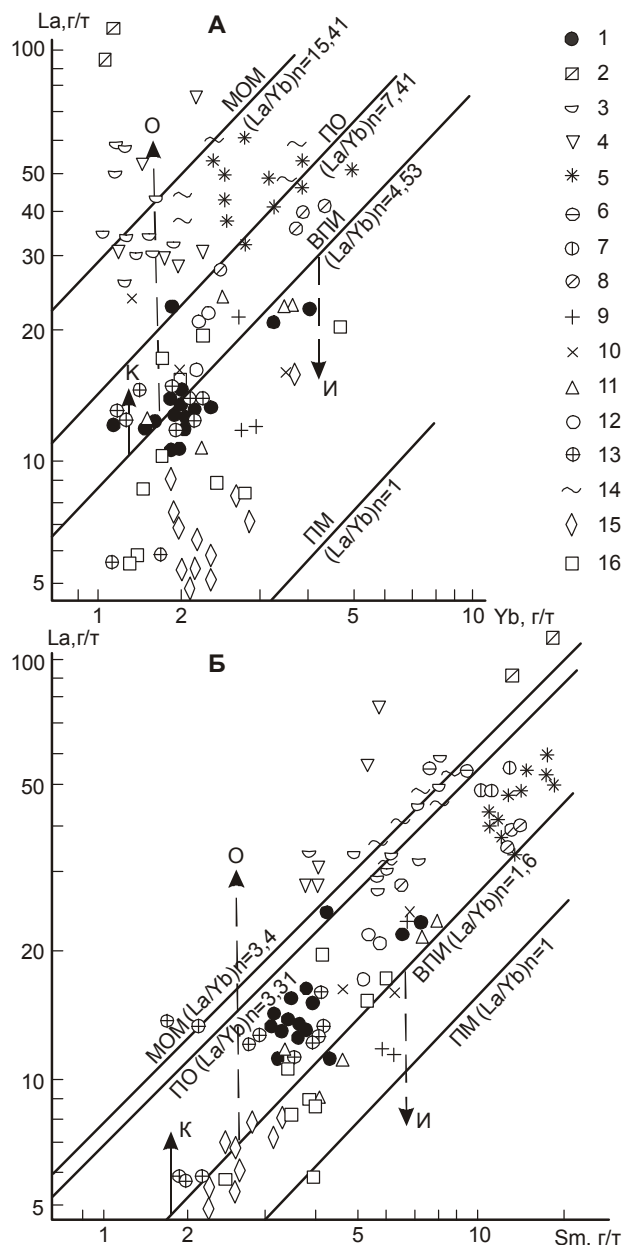 La,г/т
А
100
50
40
30
20
10
5
МОМ
(La/Yb)n=15,41
ПО
(La/Yb)n=7,41
ВПИ
(La/Yb)n=4,53
ПМ
(La/Yb)n=1
О
К
И
1
2
5
10
Yb, г/т
1
2
3
4
5
6
7
8
9
10
11
12
13
14
15
16
La,г/т
Б
100
50
20
10
5
О
К
И
МОМ (La/Yb)n=3,4
ПО (La/Yb)n=3,31
ВПИ (La/Yb)n=1,6
ПМ (La/Yb)n=1
1
2
5
10
Sm, г/т